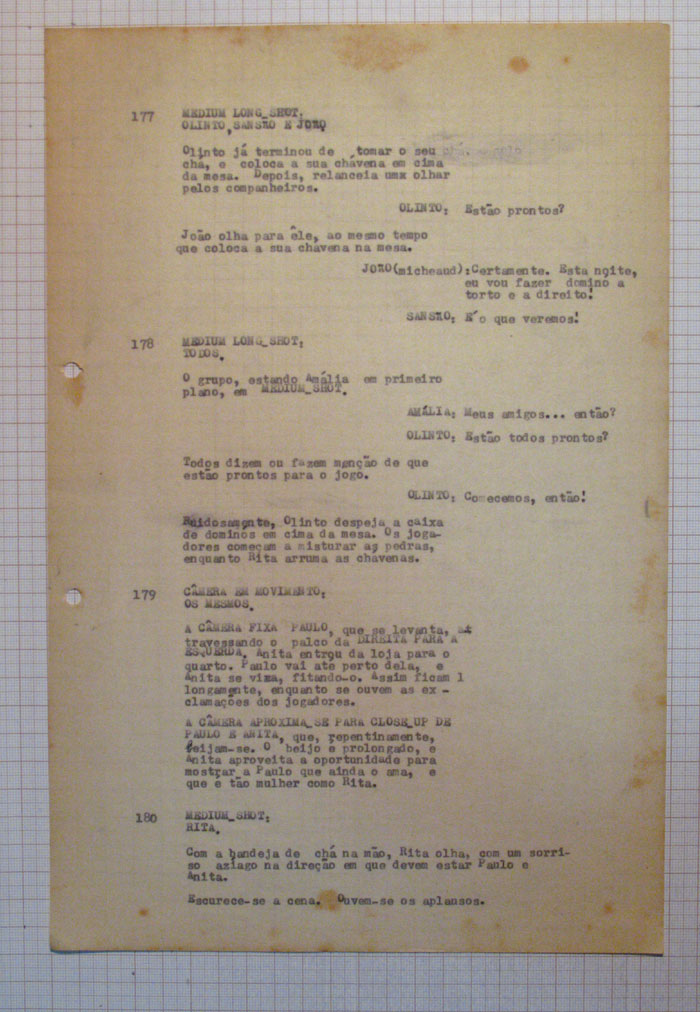 177 MEDIUM LONG_SHOT:
OLINTO, SANSÃO E JOÃO
Olinto já terminou de tomar o seu
chá, e coloca a sua chávena em cima
da mesa. Depois, relanceia umx olhar
pelos companheiros.
OLINTO: Estão prontos?
João olha para êle, ao mesmo tempo
que coloca a sua chavena na mesa.
JOÃO(micheaud):Certamente. Esta noite,
eu vou fazer domino a
torto e a direito!
SANSÃO: E'o que veremos!
178 MEDIUM LONG_SHOT:
TODOS.
O grupo, estando Amália em primeiro
plano, em MEDIUM_SHOT.
AMÁLIA: Meus amigos... então?
OLINTO: Estão todos prontos?
Todos dizem ou fazem menção de que
estão prontos para o jogo.
OLINTO: Comecemos, então!
Ruidosamente, Olinto despeja a caixa
de dominos em cima da mesa. Os joga-
dores começam a misturar as pedras,
enquanto Rita arruma as chavenas.
179 CÂMERA EM MOVIMENTO:
OS MESMOS.
A CÂMERA FIXA PAULO, que se levanta, at
travessando o palco da DIREITA PARA A
ESQUERDA. Anita entrou da loja para o
quarto. Paulo vai até perto dela, e
Anita se vira, fitando-o. Assim ficam l
longamente, enquanto se ouvem as ex-
clamações dos jogadores.
A CÂMERA APROXIMA_SE PARA CLOSE_UP DE
PAULO E ANITA, que, repentinamente,
beijam-se. O beijo é prolongado, e
Anita aproveita a oportunidade para
mostrar a Paulo que ainda o ama, e
que e tão mulher como Rita.
180 MEDIUM_SHOT:
RITA.
Com a bandeja de chá na mão, Rita olha, com um sorri-
so aziago na direção em que devem estar Paulo e
Anita.
Escurece-se a cena. Ouvem-se os aplansos.